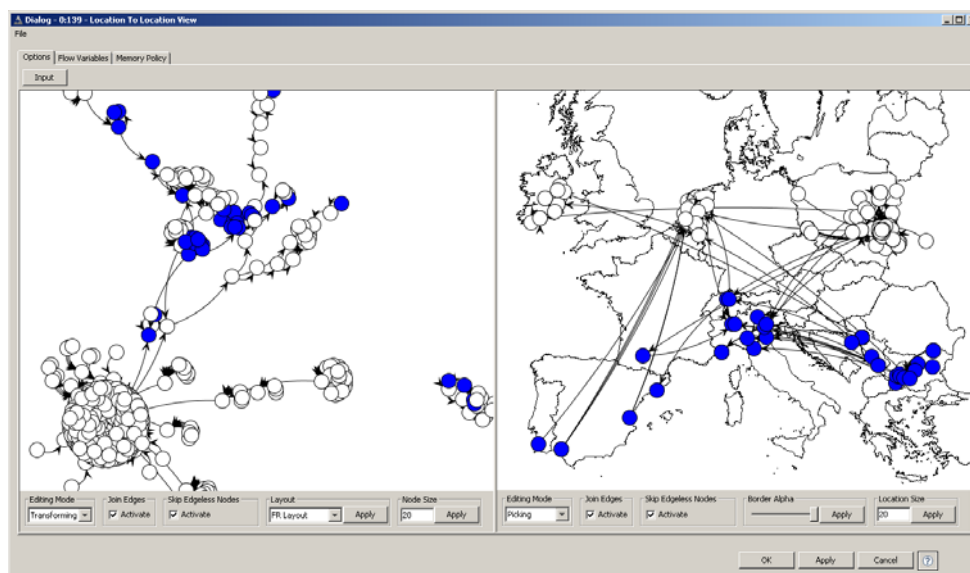 Dialog - 0:139 - Location To Location View
File
Options Flow Variables Memory Policy
Input
Editing Mode Join Edges Skip Edgeless Nodes Layout Node Size
Transforming Activate Activate FR Layout Apply 20 Apply
Editing Mode Join Edges Skip Edgeless Nodes Border Alpha Location Size
Picking Activate Activate Apply 20 Apply
OK Apply Cancel ?